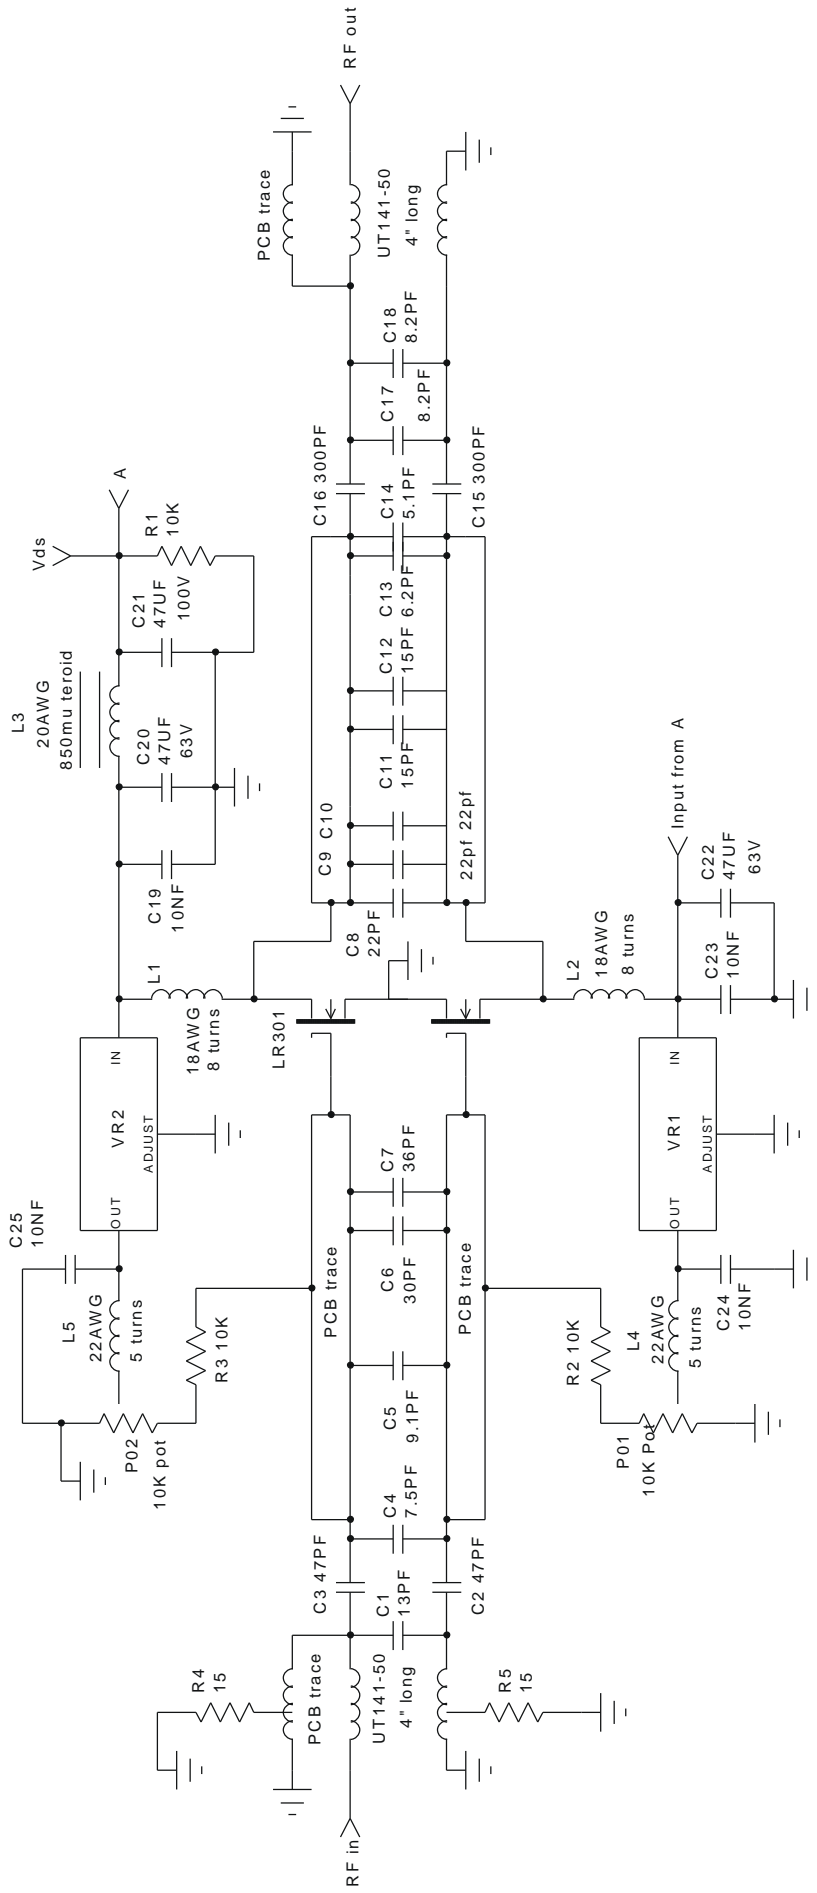 RF out
PCB trace
UT141-50
4" long
C18
8.2PF
C17
8.2PF
C16 300PF
C14
5.1PF
C15 300PF
A
Vds
R1
10K
C21
47UF
100V
L3
20AWG
850mu teroid
C20
47UF
63V
C13
6.2PF
C12
15PF
C11
15PF
C19
10NF
C9
C10
22pf
22pf
C8
22PF
Input from A
C22
47UF
63V
C23
10NF
L1
18AWG
8 turns
L2
18AWG
8 turns
LR301
IN
VR2
ADJUST
OUT
IN
VR1
ADJUST
OUT
C25
10NF
L5
22AWG
5 turns
P02
10K pot
R3 10K
PCB trace
C7
36PF
C6
30PF
PCB trace
C5
9.1PF
C4
7.5PF
R2 10K
L4
22AWG
5 turns
C24
10NF
P01
10K Pot
C3 47PF
C1
13PF
C2 47PF
R4
15
PCB trace
UT141-50
4" long
R5
15
RF in